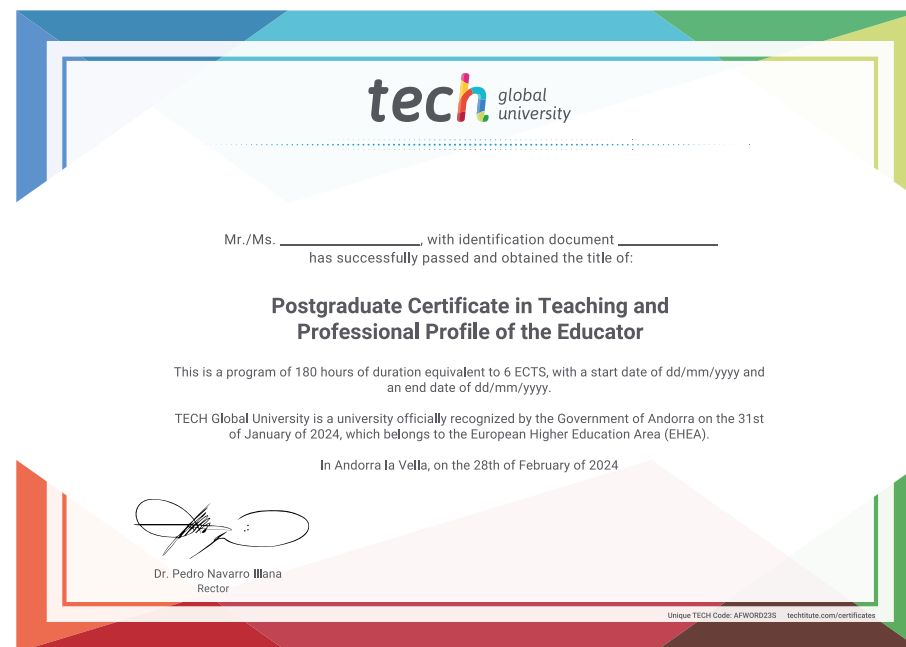 tech global
university
Mr./Ms. ____________________, with identification document ______________
has successfully passed and obtained the title of:
Postgraduate Certificate in Teaching and
Professional Profile of the Educator
This is a program of 180 hours of duration equivalent to 6 ECTS, with a start date of dd/mm/yyyy and
an end date of dd/mm/yyyy.
TECH Global University is a university officially recognized by the Government of Andorra on the 31st
of January of 2024, which belongs to the European Higher Education Area (EHEA).
In Andorra la Vella, on the 28th of February of 2024
Dr. Pedro Navarro Illana
Rector
Unique TECH Code: AFWORD23S techtitute.com/certificates